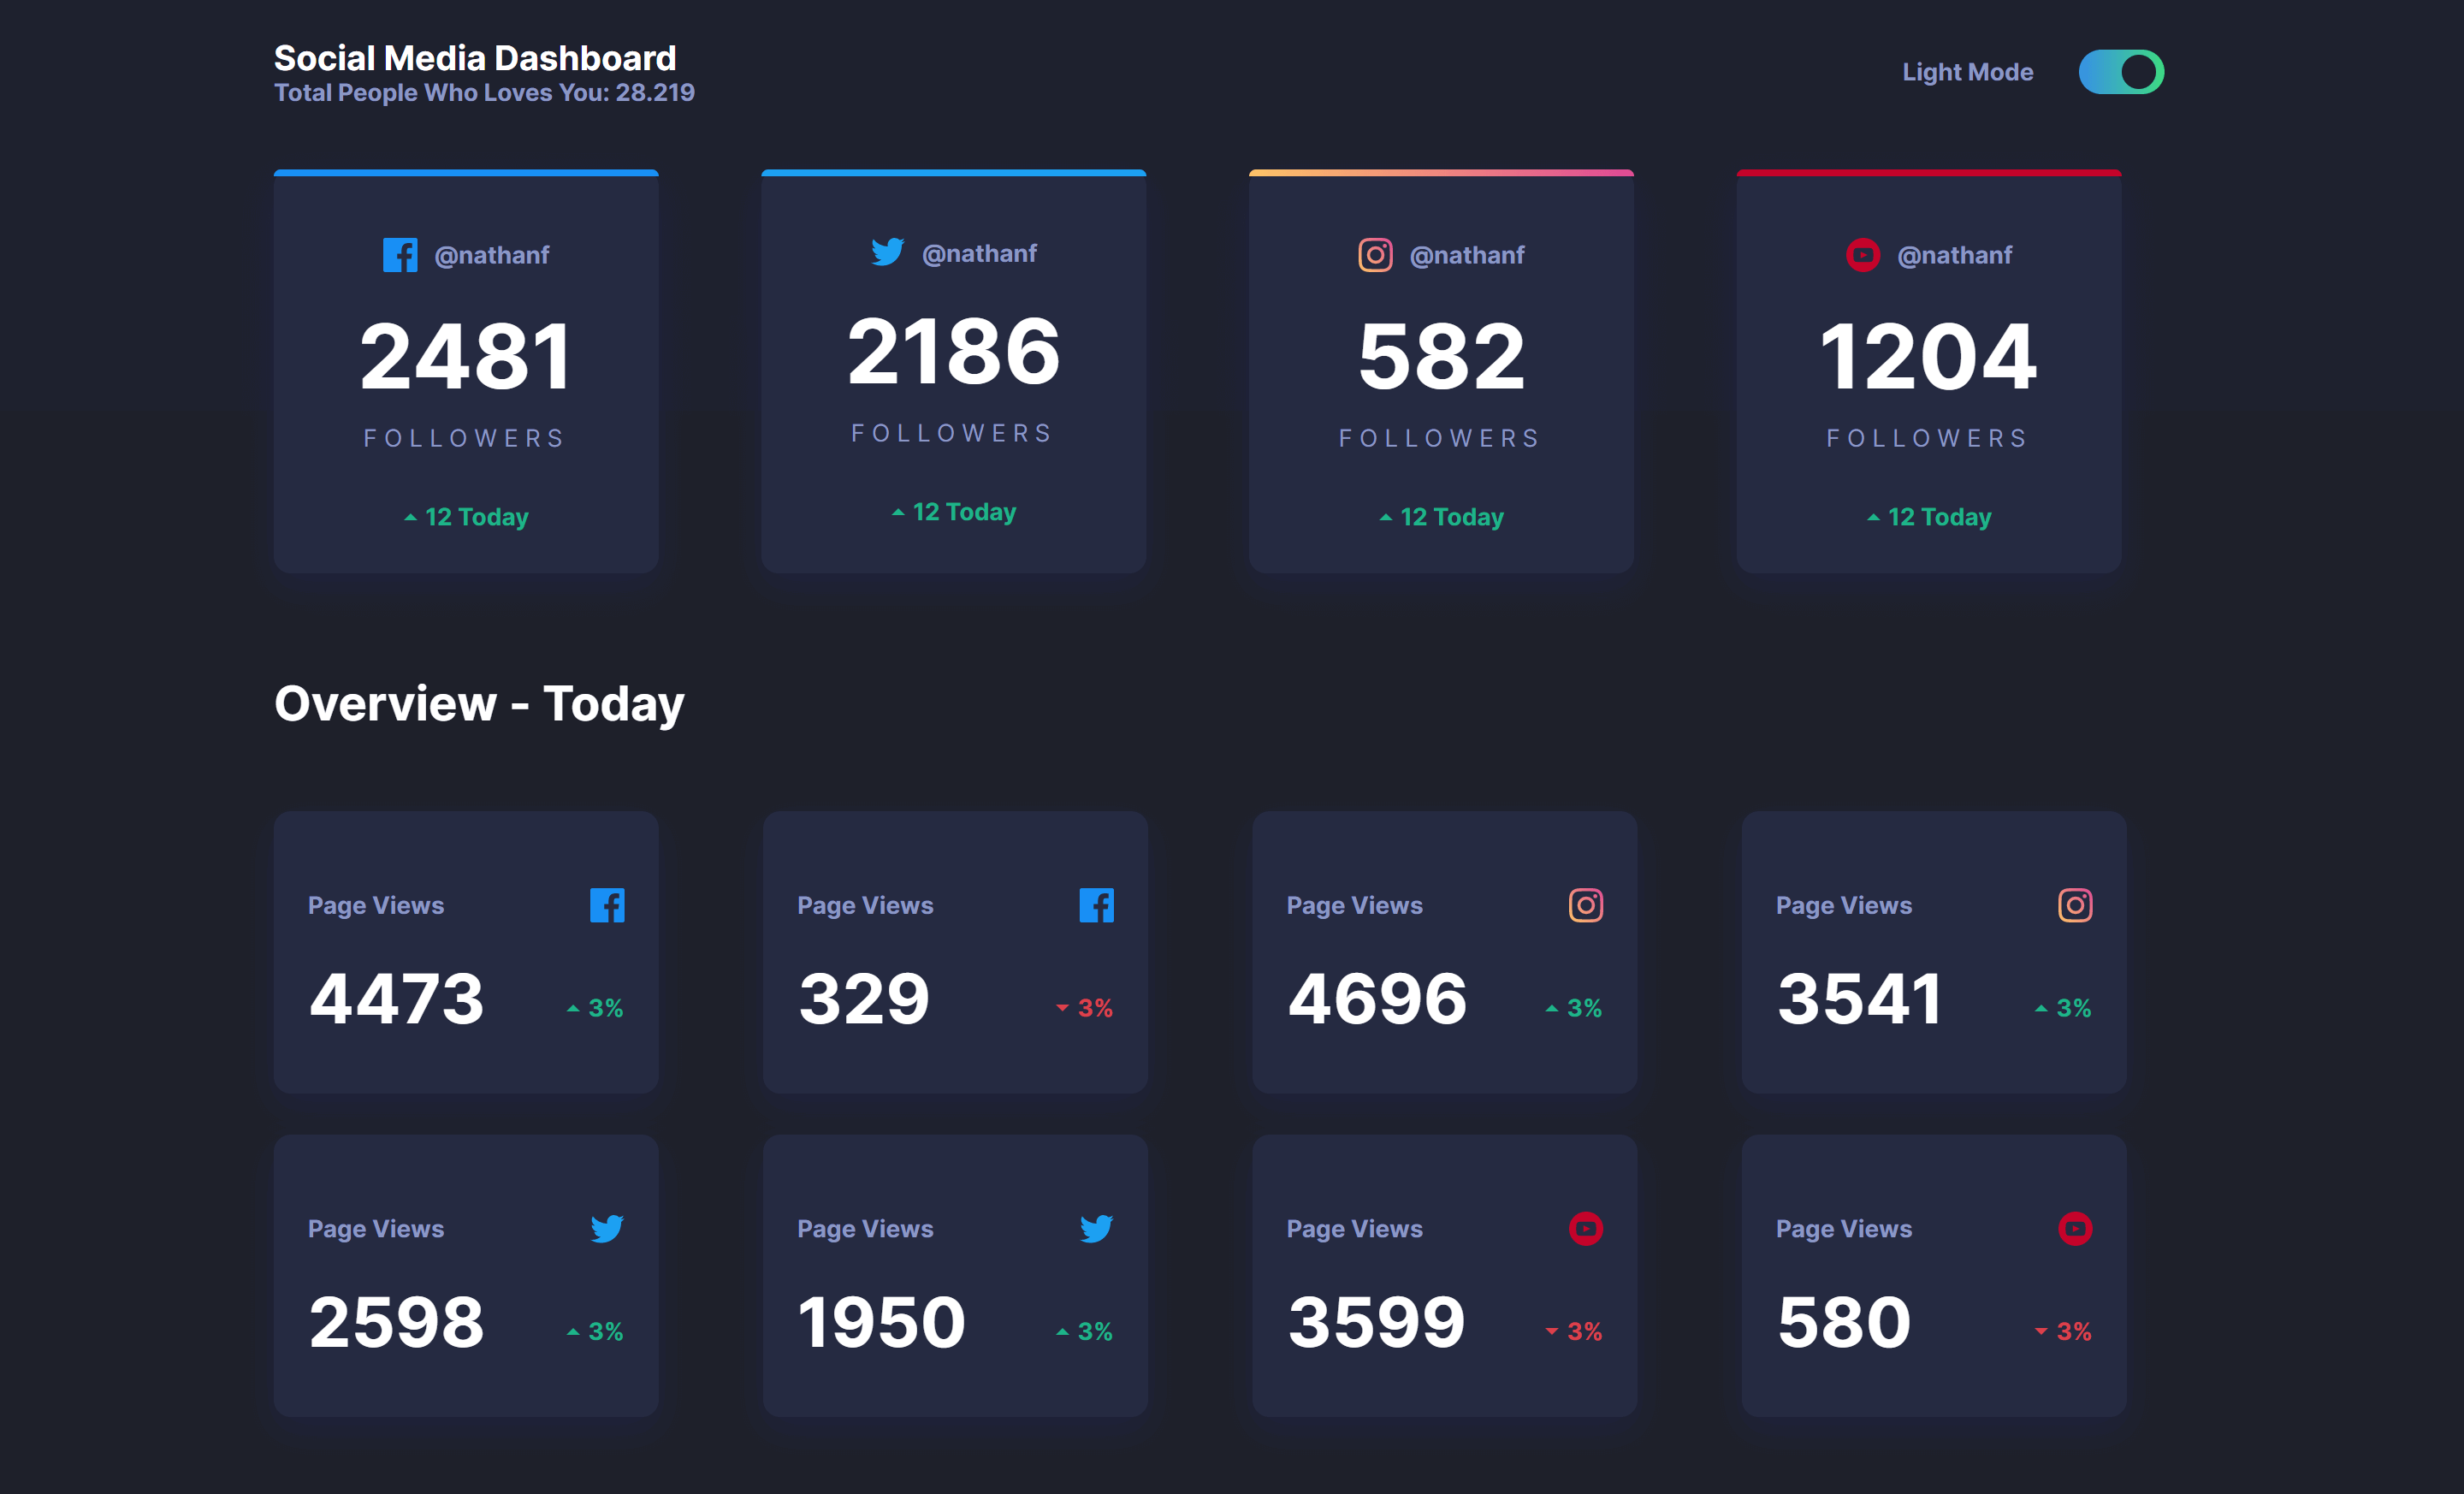 Social Media Dashboard
Total People Who Loves You: 28.219
Light Mode
@nathanf
2481
FOLLOWERS
12 Today
@nathanf
2186
FOLLOWERS
12 Today
@nathanf
582
FOLLOWERS
12 Today
@nathanf
1204
FOLLOWERS
12 Today
Overview - Today
Page Views
4473
3%
Page Views
329
3%
Page Views
4696
3%
Page Views
3541
3%
Page Views
2598
3%
Page Views
1950
3%
Page Views
3599
3%
Page Views
580
3%